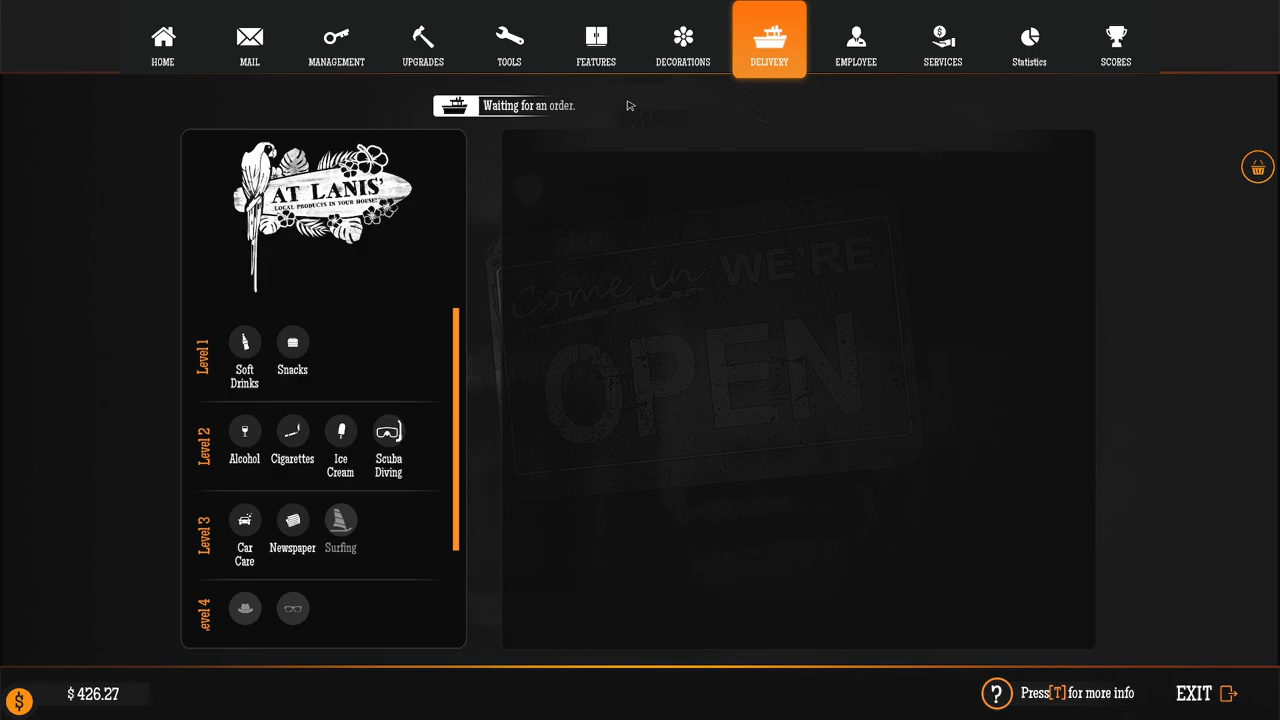 HOME MAIL MANAGEMENT UPGRADES TOOLS FEATURES DECORATIONS DELIVERY EMPLOYEE SERVICES Statistics SCORES
Waiting for an order.
AT LANIS'
LOCAL PRODUCTS IN YOUR HOUSE!
Come in WE'RE
OPEN
Level 1
Soft Drinks
Snacks
Level 2
Alcohol
Cigarettes
Ice Cream
Scuba Diving
Level 3
Car Care
Newspaper
Surfing
evel 4
$ 426.27
? Press[T] for more info
EXIT